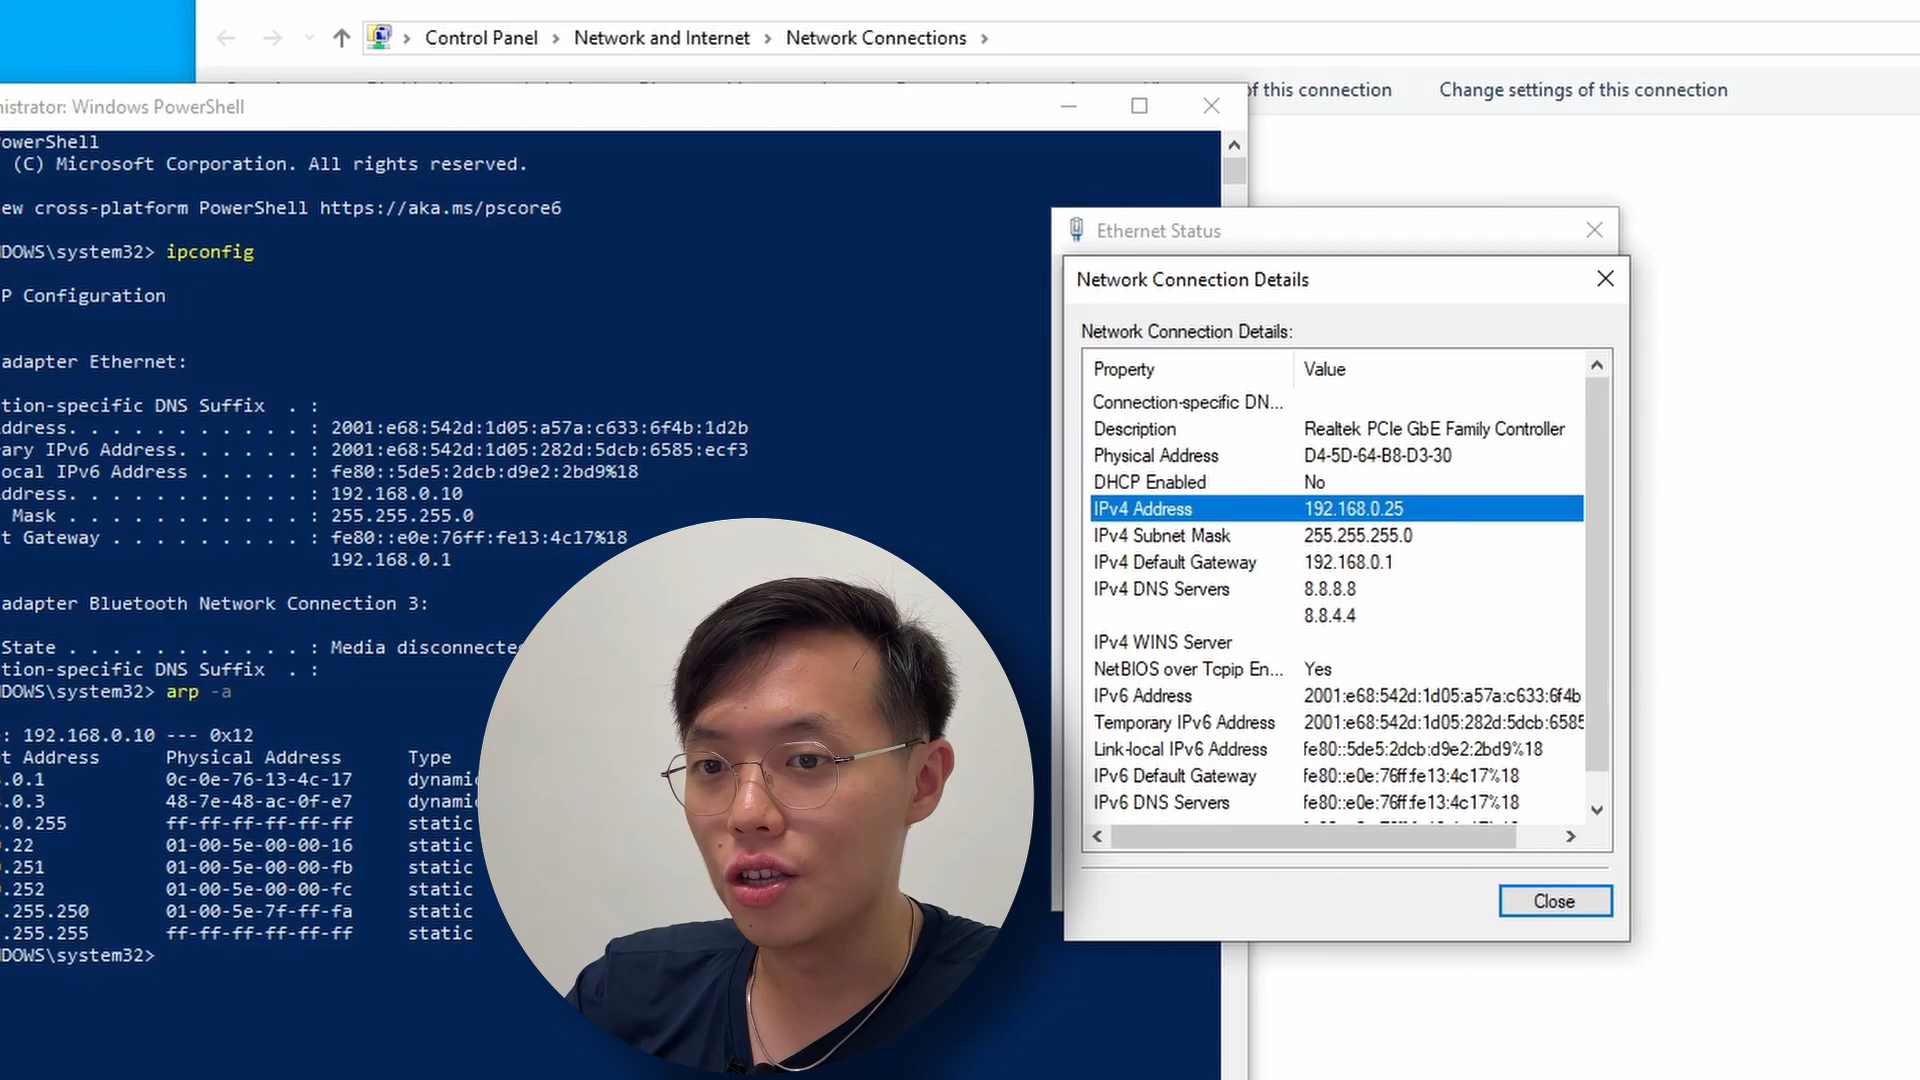 Control Panel > Network and Internet > Network Connections >
of this connection
Change settings of this connection
nistrator: Windows PowerShell
PowerShell
(C) Microsoft Corporation. All rights reserved.
ew cross-platform PowerShell https://aka.ms/pscore6
DOWS\system32> ipconfig
P Configuration
adapter Ethernet:
tion-specific DNS Suffix . :
ddress. . . . . . . . . . . : 2001:e68:542d:1d05:a57a:c633:6f4b:1d2b
ary IPv6 Address. . . . . . : 2001:e68:542d:1d05:282d:5dcb:6585:ecf3
ocal IPv6 Address . . . . . : fe80::5de5:2dcb:d9e2:2bd9%18
ddress. . . . . . . . . . . : 192.168.0.10
Mask . . . . . . . . . . . : 255.255.255.0
t Gateway . . . . . . . . . : fe80::e0e:76ff:fe13:4c17%18
192.168.0.1
adapter Bluetooth Network Connection 3:
State . . . . . . . . . . . : Media disconnected
tion-specific DNS Suffix . :
DOWS\system32> arp -a
: 192.168.0.10 --- 0x12
t Address Physical Address Type
.0.1 0c-0e-76-13-4c-17 dynamic
.0.3 48-7e-48-ac-0f-e7 dynamic
.0.255 ff-ff-ff-ff-ff-ff static
.22 01-00-5e-00-00-16 static
.251 01-00-5e-00-00-fb static
.252 01-00-5e-00-00-fc static
.255.250 01-00-5e-7f-ff-fa static
.255.255 ff-ff-ff-ff-ff-ff static
DOWS\system32>
Ethernet Status
Network Connection Details
Network Connection Details:
Property Value
Connection-specific DN...
Description Realtek PCIe GbE Family Controller
Physical Address D4-5D-64-B8-D3-30
DHCP Enabled No
IPv4 Address 192.168.0.25
IPv4 Subnet Mask 255.255.255.0
IPv4 Default Gateway 192.168.0.1
IPv4 DNS Servers 8.8.8.8
8.8.4.4
IPv4 WINS Server
NetBIOS over Tcpip En... Yes
IPv6 Address 2001:e68:542d:1d05:a57a:c633:6f4b
Temporary IPv6 Address 2001:e68:542d:1d05:282d:5dcb:6585
Link-local IPv6 Address fe80::5de5:2dcb:d9e2:2bd9%18
IPv6 Default Gateway fe80::e0e:76ff:fe13:4c17%18
IPv6 DNS Servers fe80::e0e:76ff:fe13:4c17%18
Close